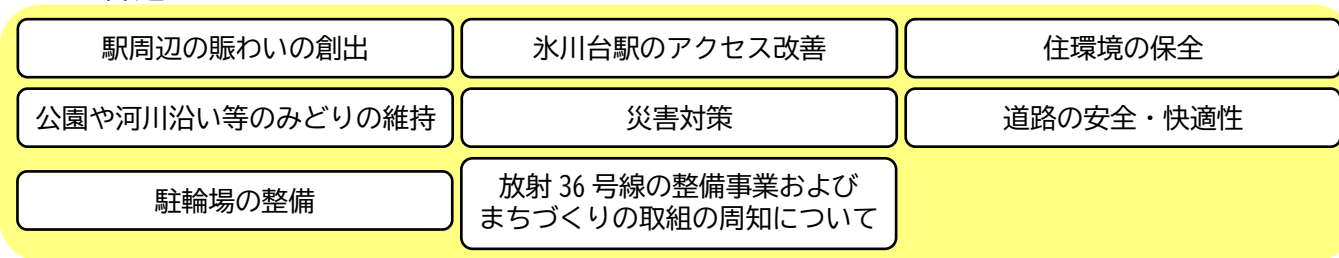 駅周辺の賑わいの創出
氷川台駅のアクセス改善
住環境の保全
公園や河川沿い等のみどりの維持
災害対策
道路の安全・快適性
駐輪場の整備
放射 36 号線の整備事業および
まちづくりの取組の周知について